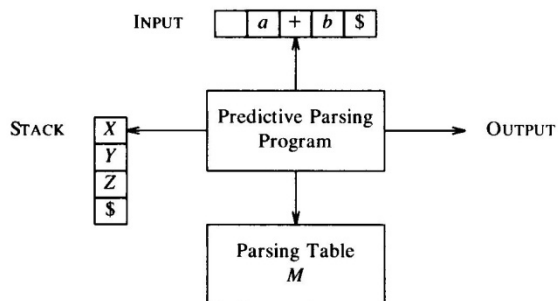 INPUT a + b $
Predictive Parsing
Program
STACK X
Y
Z
$
OUTPUT
Parsing Table
M